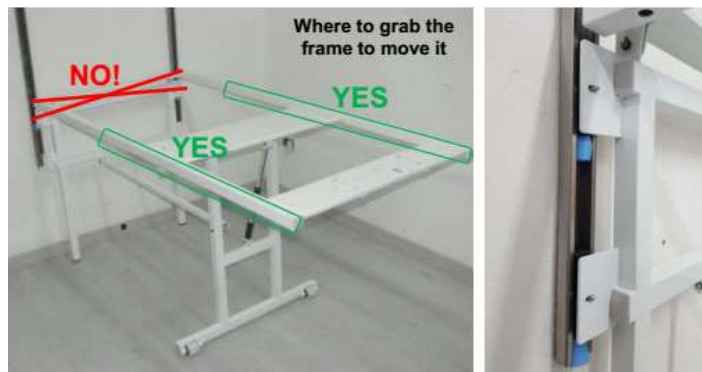 Where to grab the
frame to move it
NO!
YES
YES